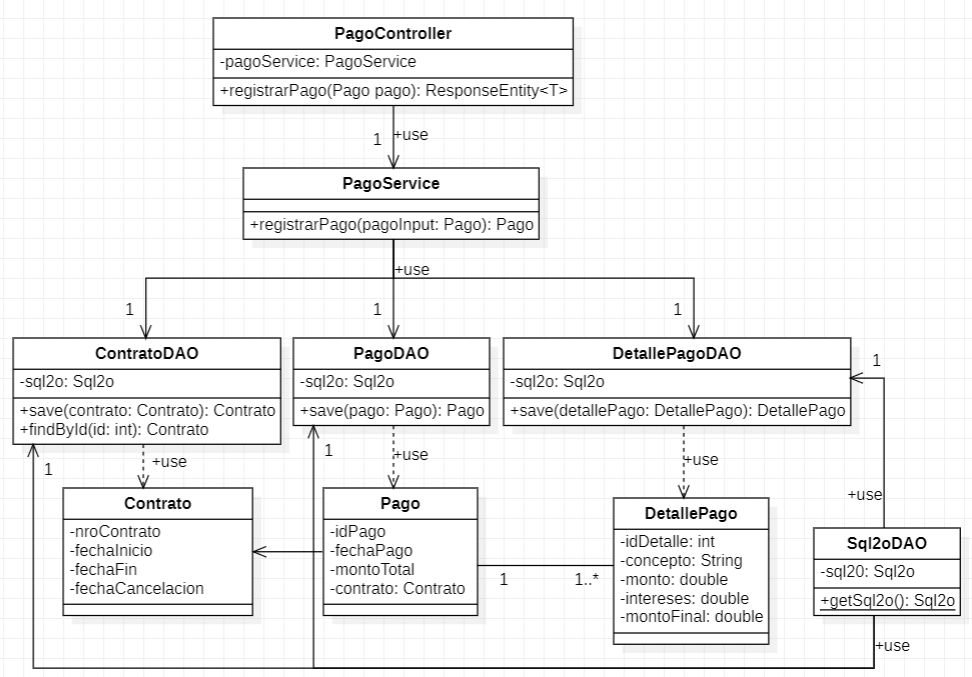 PagoController
-pagoService: PagoService
+registrarPago(Pago pago): ResponseEntity<T>
1
+use
PagoService
+registrarPago(pagoInput: Pago): Pago
+use
1
1
1
ContratoDAO
-sql2o: Sql2o
+save(contrato: Contrato): Contrato
+findById(id: int): Contrato
PagoDAO
-sql2o: Sql2o
+save(pago: Pago): Pago
DetallePagoDAO
-sql2o: Sql2o
+save(detallePago: DetallePago): DetallePago
1
1
+use
1
+use
+use
Contrato
-nroContrato
-fechaInicio
-fechaFin
-fechaCancelacion
Pago
-idPago
-fechaPago
-montoTotal
-contrato: Contrato
1
1..*
DetallePago
-idDetalle: int
-concepto: String
-monto: double
-intereses: double
-montoFinal: double
+use
Sql2oDAO
-sql20: Sql2o
+getSql2o(): Sql2o
+use